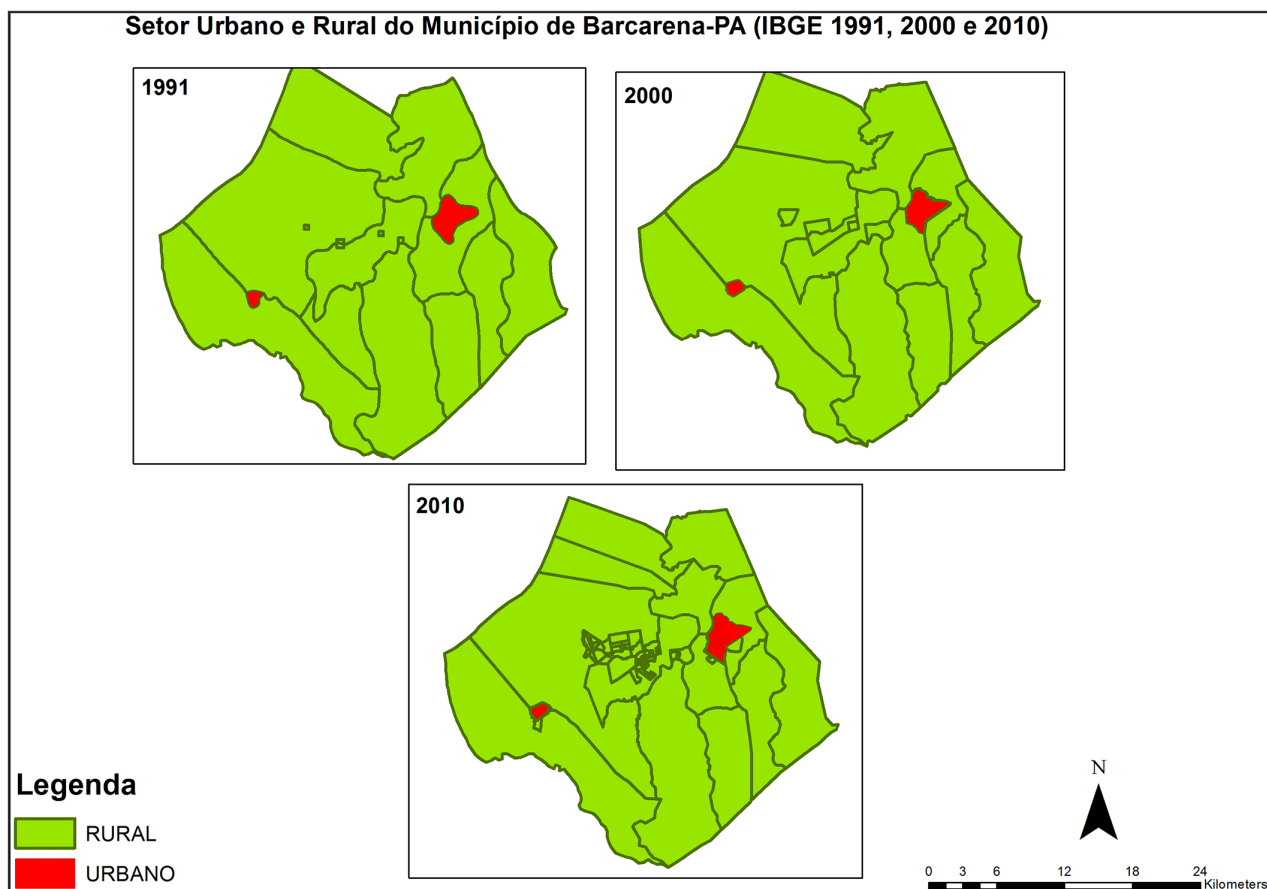 Setor Urbano e Rural do Município de Barcarena-PA (IBGE 1991, 2000 e 2010)
1991
2000
2010
Legenda
RURAL
URBANO
N
0 3 6 12 18 24
Kilometers